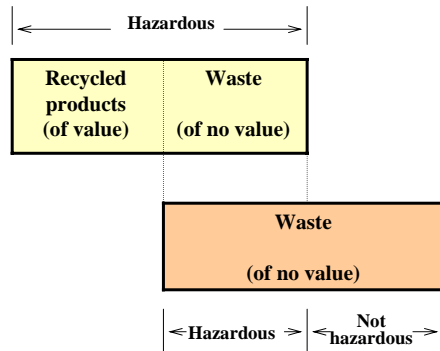 Hazardous
Recycled
products
(of value)
Waste
(of no value)
Waste
(of no value)
Hazardous
Not
hazardous